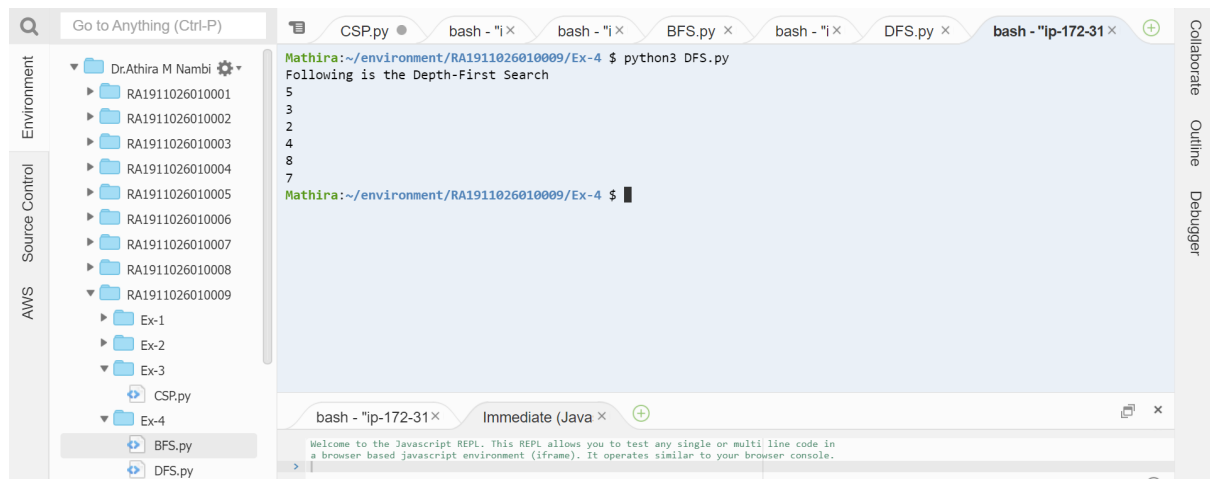 Go to Anything (Ctrl-P)
CSP.py
bash - "i ×
bash - "i ×
BFS.py ×
bash - "i ×
DFS.py ×
bash - "ip-172-31 ×
Environment
Source Control
AWS
Dr.Athira M Nambi
RA1911026010001
RA1911026010002
RA1911026010003
RA1911026010004
RA1911026010005
RA1911026010006
RA1911026010007
RA1911026010008
RA1911026010009
Ex-1
Ex-2
Ex-3
CSP.py
Ex-4
BFS.py
DFS.py
Mathira:~/environment/RA1911026010009/Ex-4 $ python3 DFS.py
Following is the Depth-First Search
5
3
2
4
8
7
Mathira:~/environment/RA1911026010009/Ex-4 $
Collaborate
Outline
Debugger
bash - "ip-172-31 ×
Immediate (Java ×
Welcome to the Javascript REPL. This REPL allows you to test any single or multi line code in
a browser based javascript environment (iframe). It operates similar to your browser console.
>